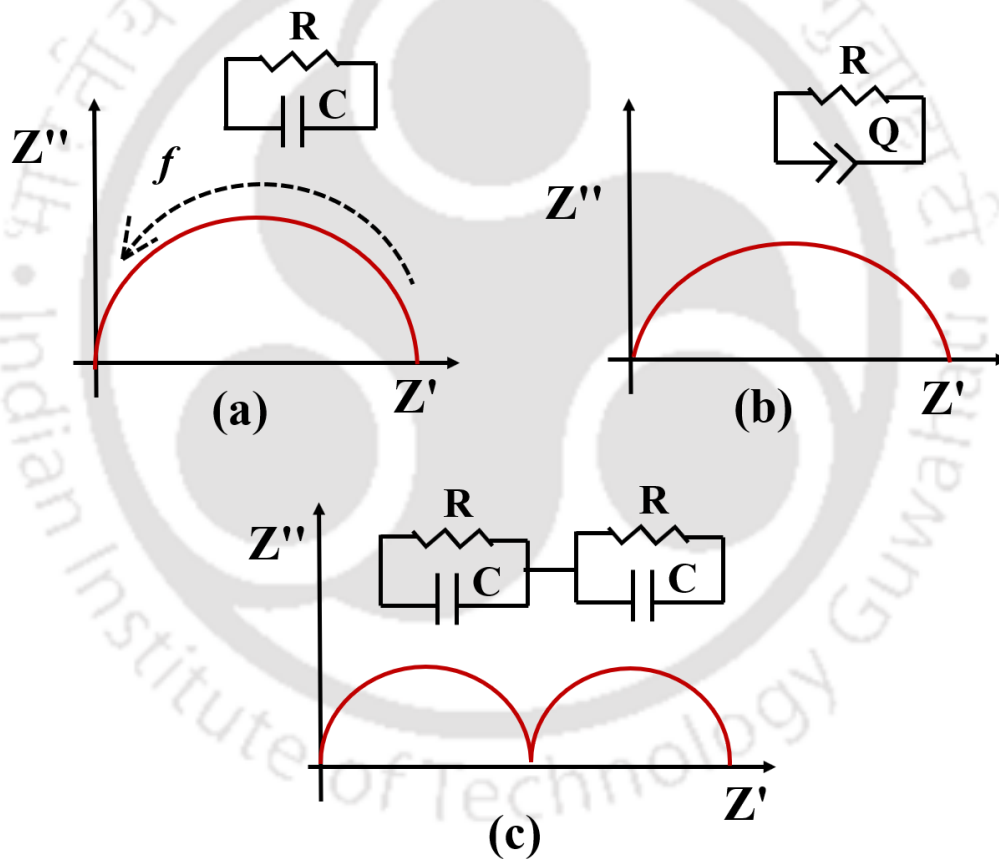 R
C
Z''
f
Z'
(a)
R
Q
Z''
Z'
(b)
R
C
R
C
Z''
Z'
(c)
Indian Institute of Technology Guwahati